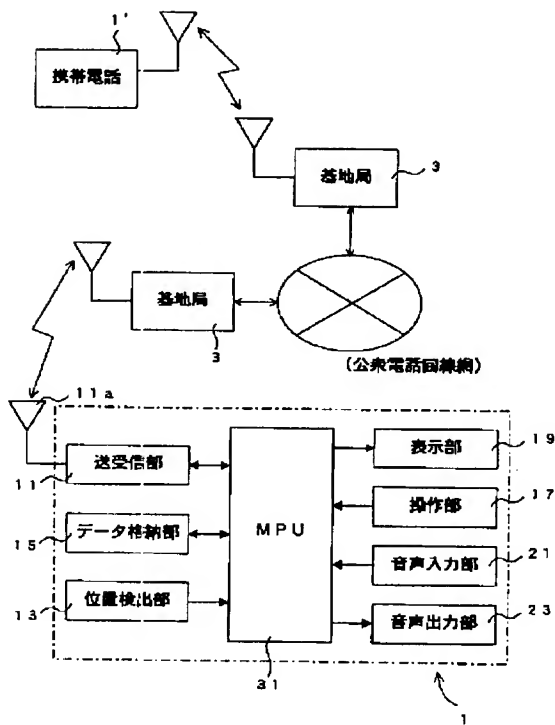 1'
携帯電話
基地局
3
基地局
3
(公衆電話回線網)
11a
送受信部
11
表示部
19
操作部
17
データ格納部
15
MPU
音声入力部
21
位置検出部
13
音声出力部
23
31
1